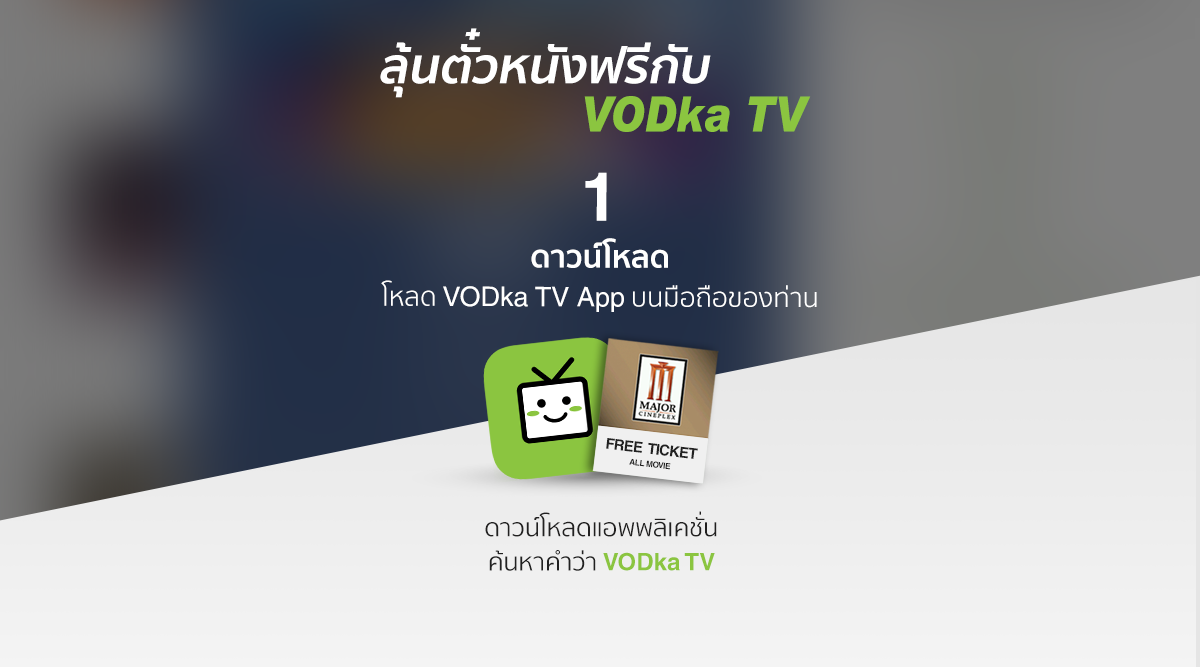 ลุ้นตั๋วหนังฟรีกับ
VODka TV
1
ดาวน์โหลด
โหลด VODka TV App บนมือถือของท่าน
MAJOR
CINEPLEX
FREE TICKET
ALL MOVIE
ดาวน์โหลดแอพพลิเคชั่น
ค้นหาคำว่า VODka TV